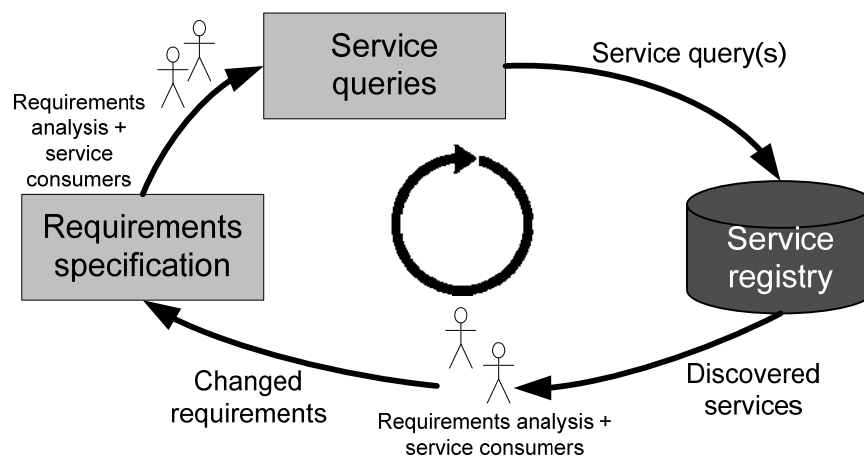 Service
queries
Service query(s)
Requirements
analysis +
service
consumers
Requirements
specification
Service
registry
Changed
requirements
Discovered
services
Requirements analysis +
service consumers